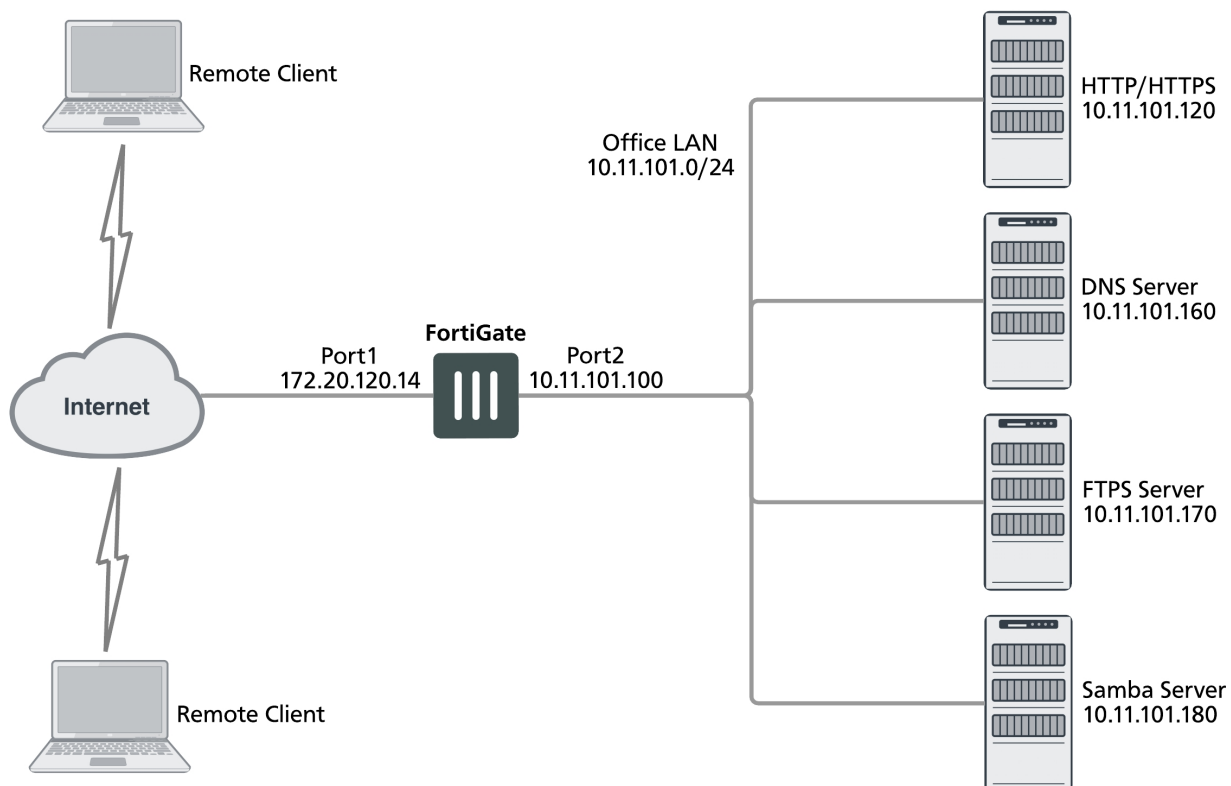 Remote Client
HTTP/HTTPS
10.11.101.120
Office LAN
10.11.101.0/24
DNS Server
10.11.101.160
FortiGate
Port1
172.20.120.14
Port2
10.11.101.100
Internet
FTPS Server
10.11.101.170
Remote Client
Samba Server
10.11.101.180